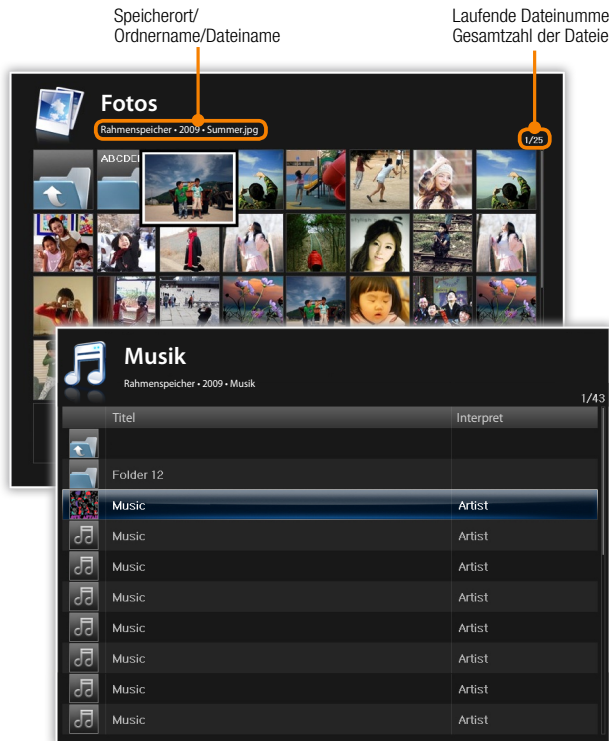 Speicherort/
Ordnername/Dateiname
Laufende Dateinumme
Gesamtzahl der Dateie
Fotos
Rahmenspeicher • 2009 • Summer.jpg
1/25
ABCDE
Musik
Rahmenspeicher • 2009 • Musik
1/43
Titel Interpret
Folder 12
Music Artist
Music Artist
Music Artist
Music Artist
Music Artist
Music Artist
Music Artist
Music Artist